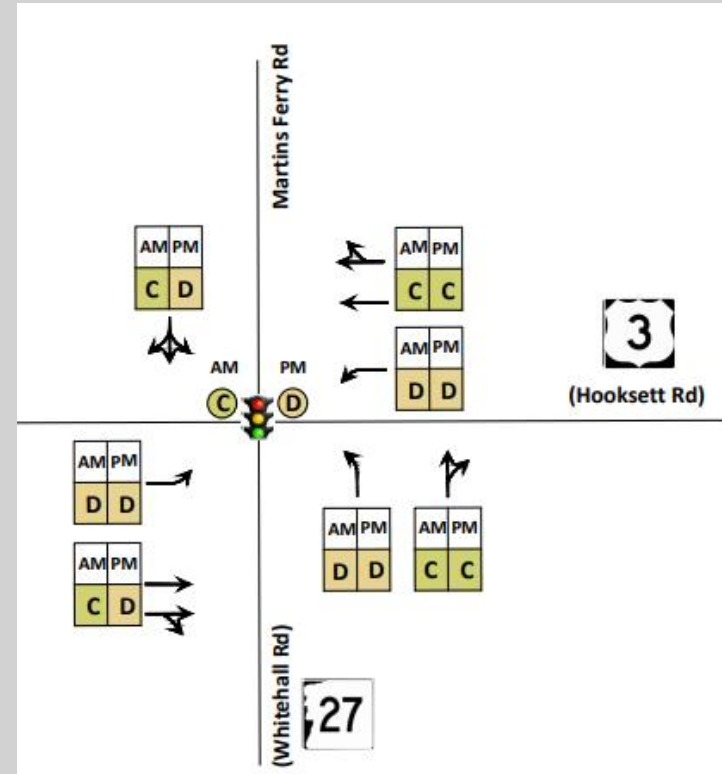 Martins Ferry Rd
AM PM
C D
AM PM
C C
AM PM
D D
3
(Hooksett Rd)
AM PM
C D
AM PM
D D
AM PM
C D
AM PM
D D
AM PM
C C
(Whitehall Rd)
27